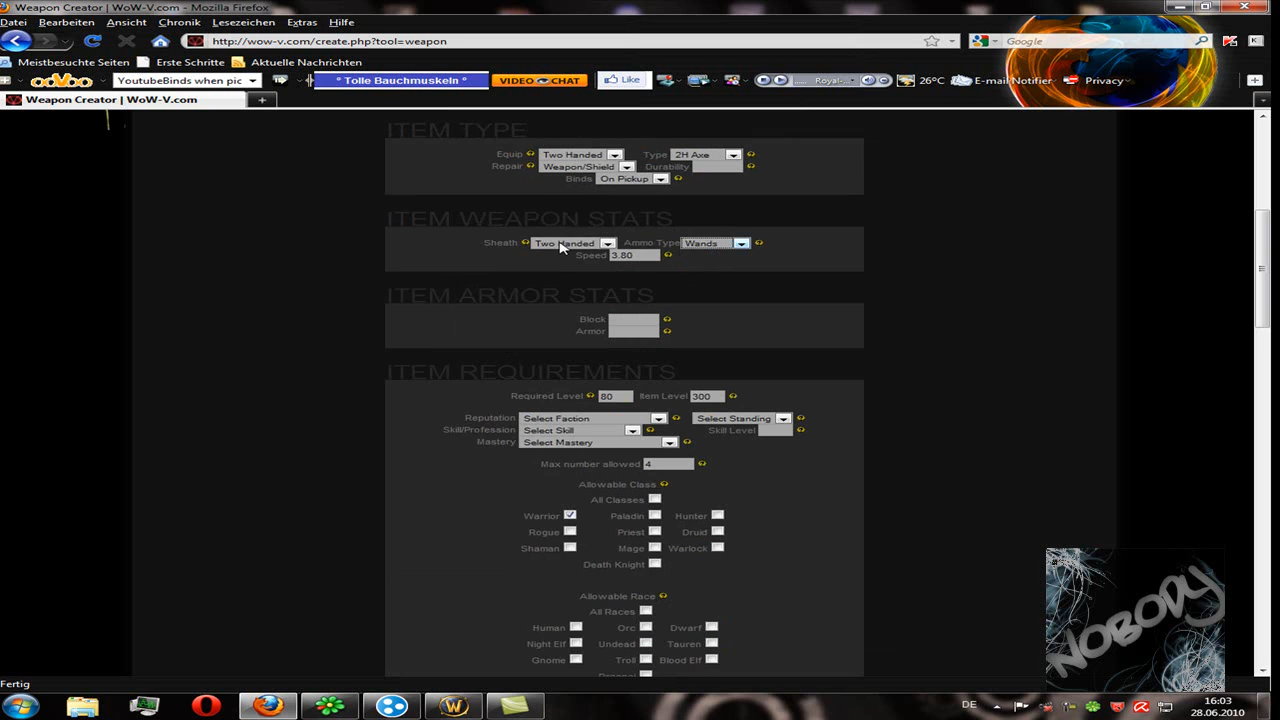 Weapon Creator | WoW-V.com - Mozilla Firefox
Datei Bearbeiten Ansicht Chronik Lesezeichen Extras Hilfe
http://wow-v.com/create.php?tool=weapon Google K
Meistbesuchte Seiten Erste Schritte Aktuelle Nachrichten
ooVoo YoutubeBinds when pic ° Tolle Bauchmuskeln ° VIDEO CHAT Like Royal- 26°C E-mail Notifier Privacy
Weapon Creator | WoW-V.com
ITEM TYPE
Equip Two Handed Type 2H Axe
Repair Weapon/Shield Durability
Binds On Pickup
ITEM WEAPON STATS
Sheath Two Handed Ammo Type Wands
Speed 3.80
ITEM ARMOR STATS
Block
Armor
ITEM REQUIREMENTS
Required Level 80 Item Level 300
Reputation Select Faction Select Standing
Skill/Profession Select Skill Skill Level
Mastery Select Mastery
Max number allowed 4
Allowable Class
All Classes
Warrior Paladin Hunter
Rogue Priest Druid
Shaman Mage Warlock
Death Knight
Allowable Race
All Races
Human Orc Dwarf
Night Elf Undead Tauren
Gnome Troll Blood Elf
NOBODY
Fertig
DE 16:03
28.06.2010